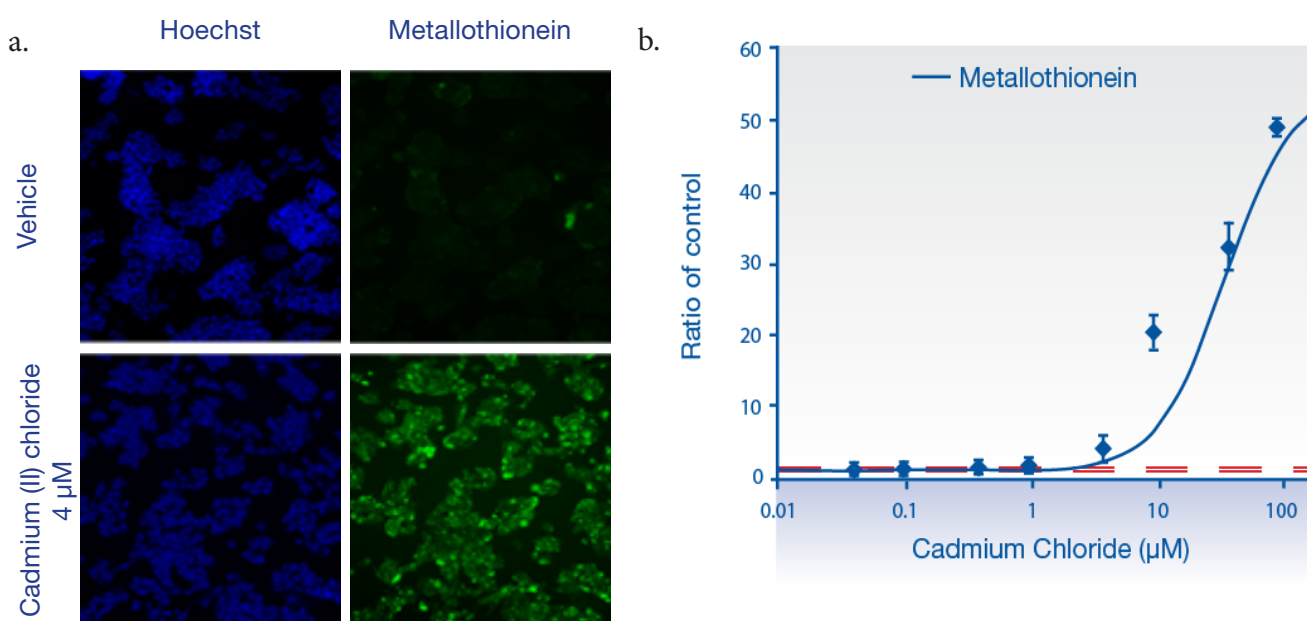 a.
Hoechst
Metallothionein
Vehicle
Cadmium (II) chloride
4 µM
b.
Metallothionein
Ratio of control
60
50
40
30
20
10
0
0.01
0.1
1
10
100
Cadmium Chloride (µM)